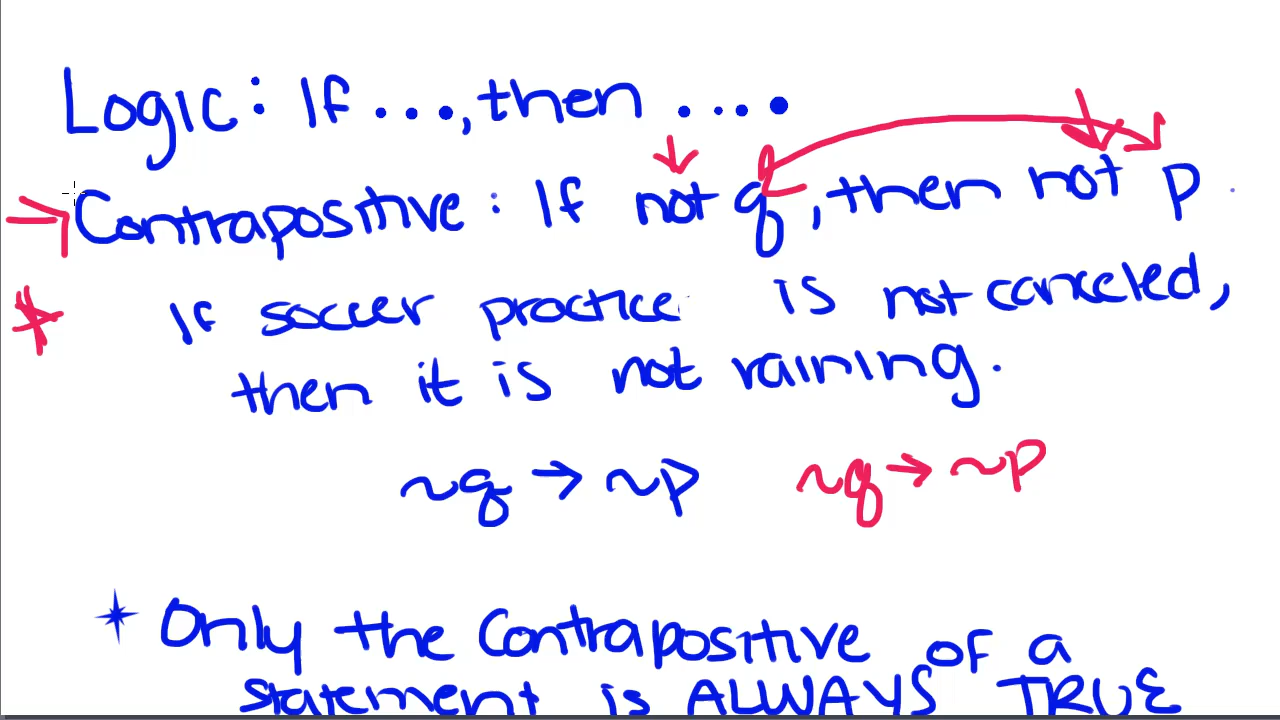 Logic: If ..., then ....
Contrapositive: If not q, then not p.
If soccer practice is not canceled,
then it is not raining.
~q → ~p ~q → ~p
Only the Contrapositive of a
statement is ALWAYS TRUE